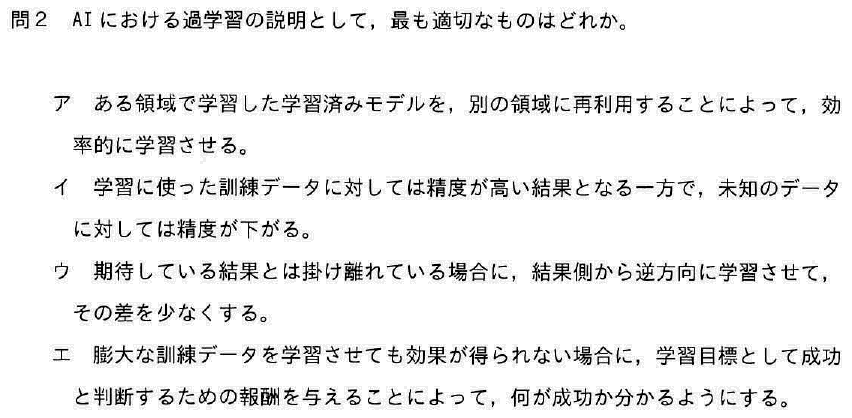 問２　AIにおける過学習の説明として，最も適切なものはどれか。
ア　ある領域で学習した学習済みモデルを，別の領域に再利用することによって，効
率的に学習させる。
イ　学習に使った訓練データに対しては精度が高い結果となる一方で，未知のデータ
に対しては精度が下がる。
ウ　期待している結果とは掛け離れている場合に，結果側から逆方向に学習させて，
その差を少なくする。
エ　膨大な訓練データを学習させても効果が得られない場合に，学習目標として成功
と判断するための報酬を与えることによって，何が成功か分かるようにする。